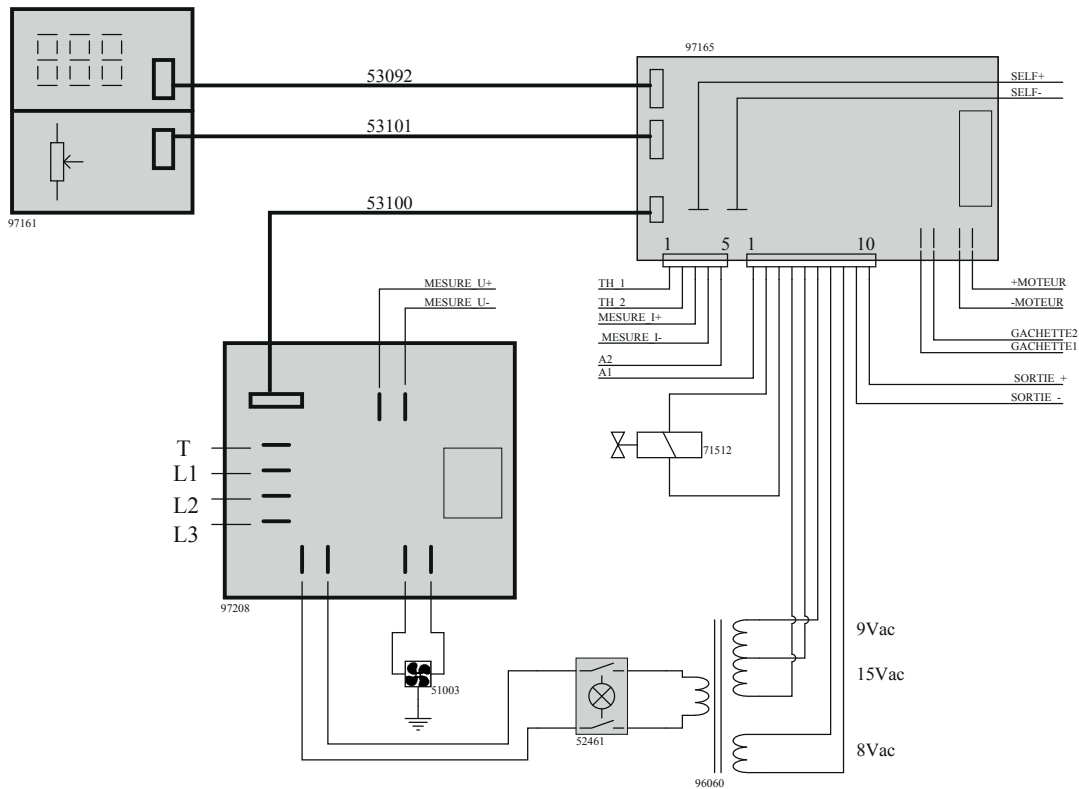 97165
53092
SELF+
SELF-
53101
53100
97161
1 5 1 10
MESURE_U+
MESURE_U-
TH_1
TH_2
MESURE_I+
MESURE_I-
A2
A1
+MOTEUR
-MOTEUR
GACHETTE2
GACHETTE1
SORTIE_+
SORTIE_-
71512
T
L1
L2
L3
97208
51003
52461
96060
9Vac
15Vac
8Vac